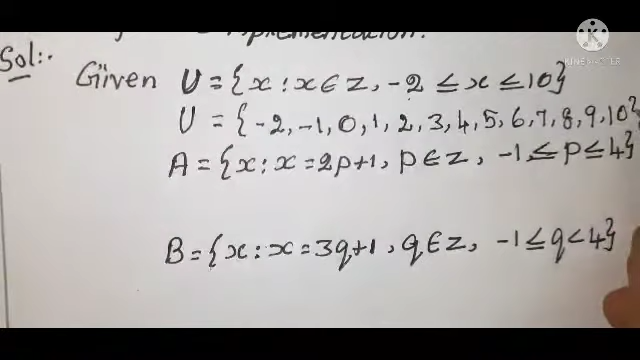 Sol:-
Given U = {x : x ∈ z, -2 ≤ x ≤ 10}
U = {-2, -1, 0, 1, 2, 3, 4, 5, 6, 7, 8, 9, 10}
A = {x : x = 2p+1, p ∈ z, -1 ≤ p ≤ 4}
B = {x : x = 3q+1, q ∈ z, -1 ≤ q < 4}
KINEMASTER